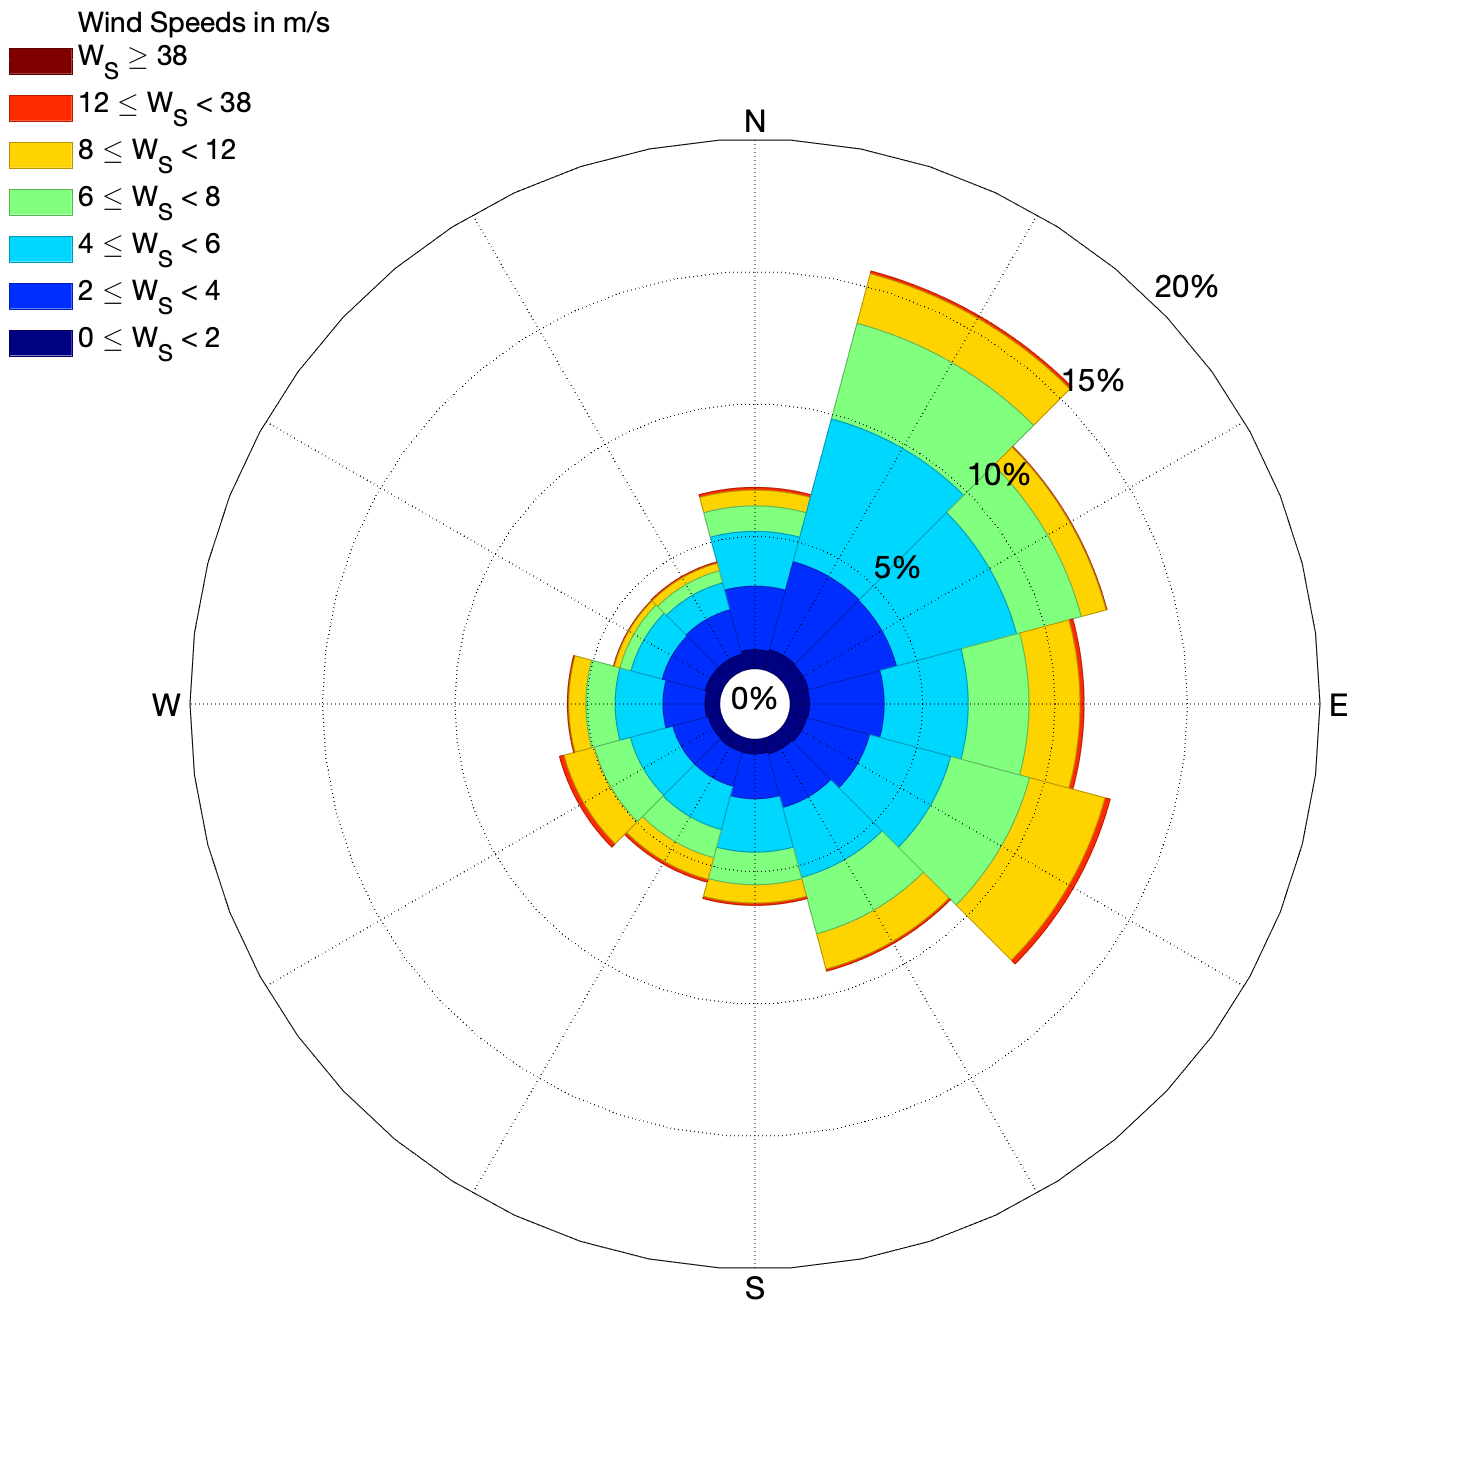 Wind Speeds in m/s
W_S ≥ 38
12 ≤ W_S < 38
8 ≤ W_S < 12
6 ≤ W_S < 8
4 ≤ W_S < 6
2 ≤ W_S < 4
0 ≤ W_S < 2
N
20%
15%
10%
5%
0%
W
E
S